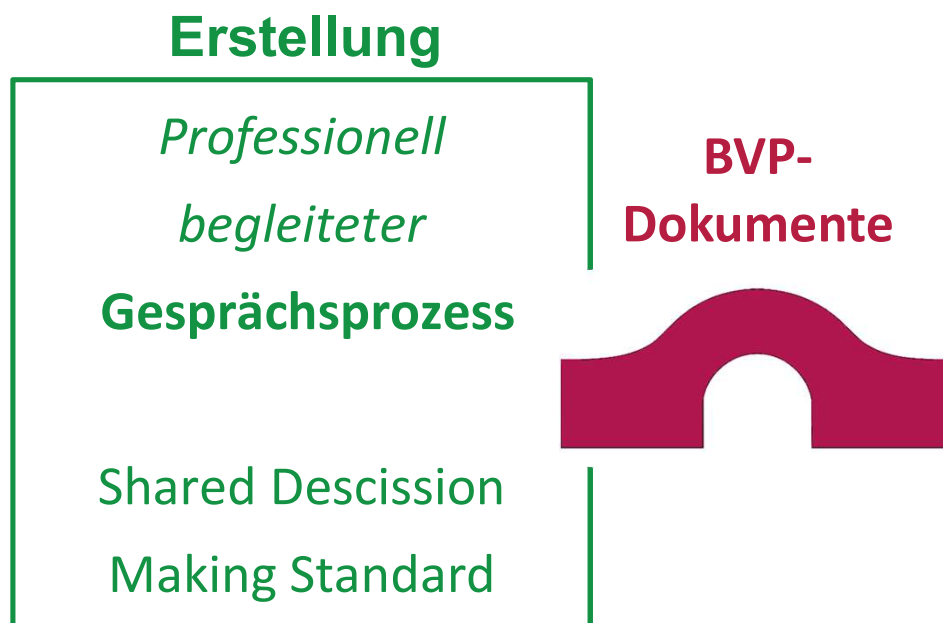 Erstellung
Professionell
begleiteter
Gesprächsprozess
Shared Descission
Making Standard
BVP-
Dokumente